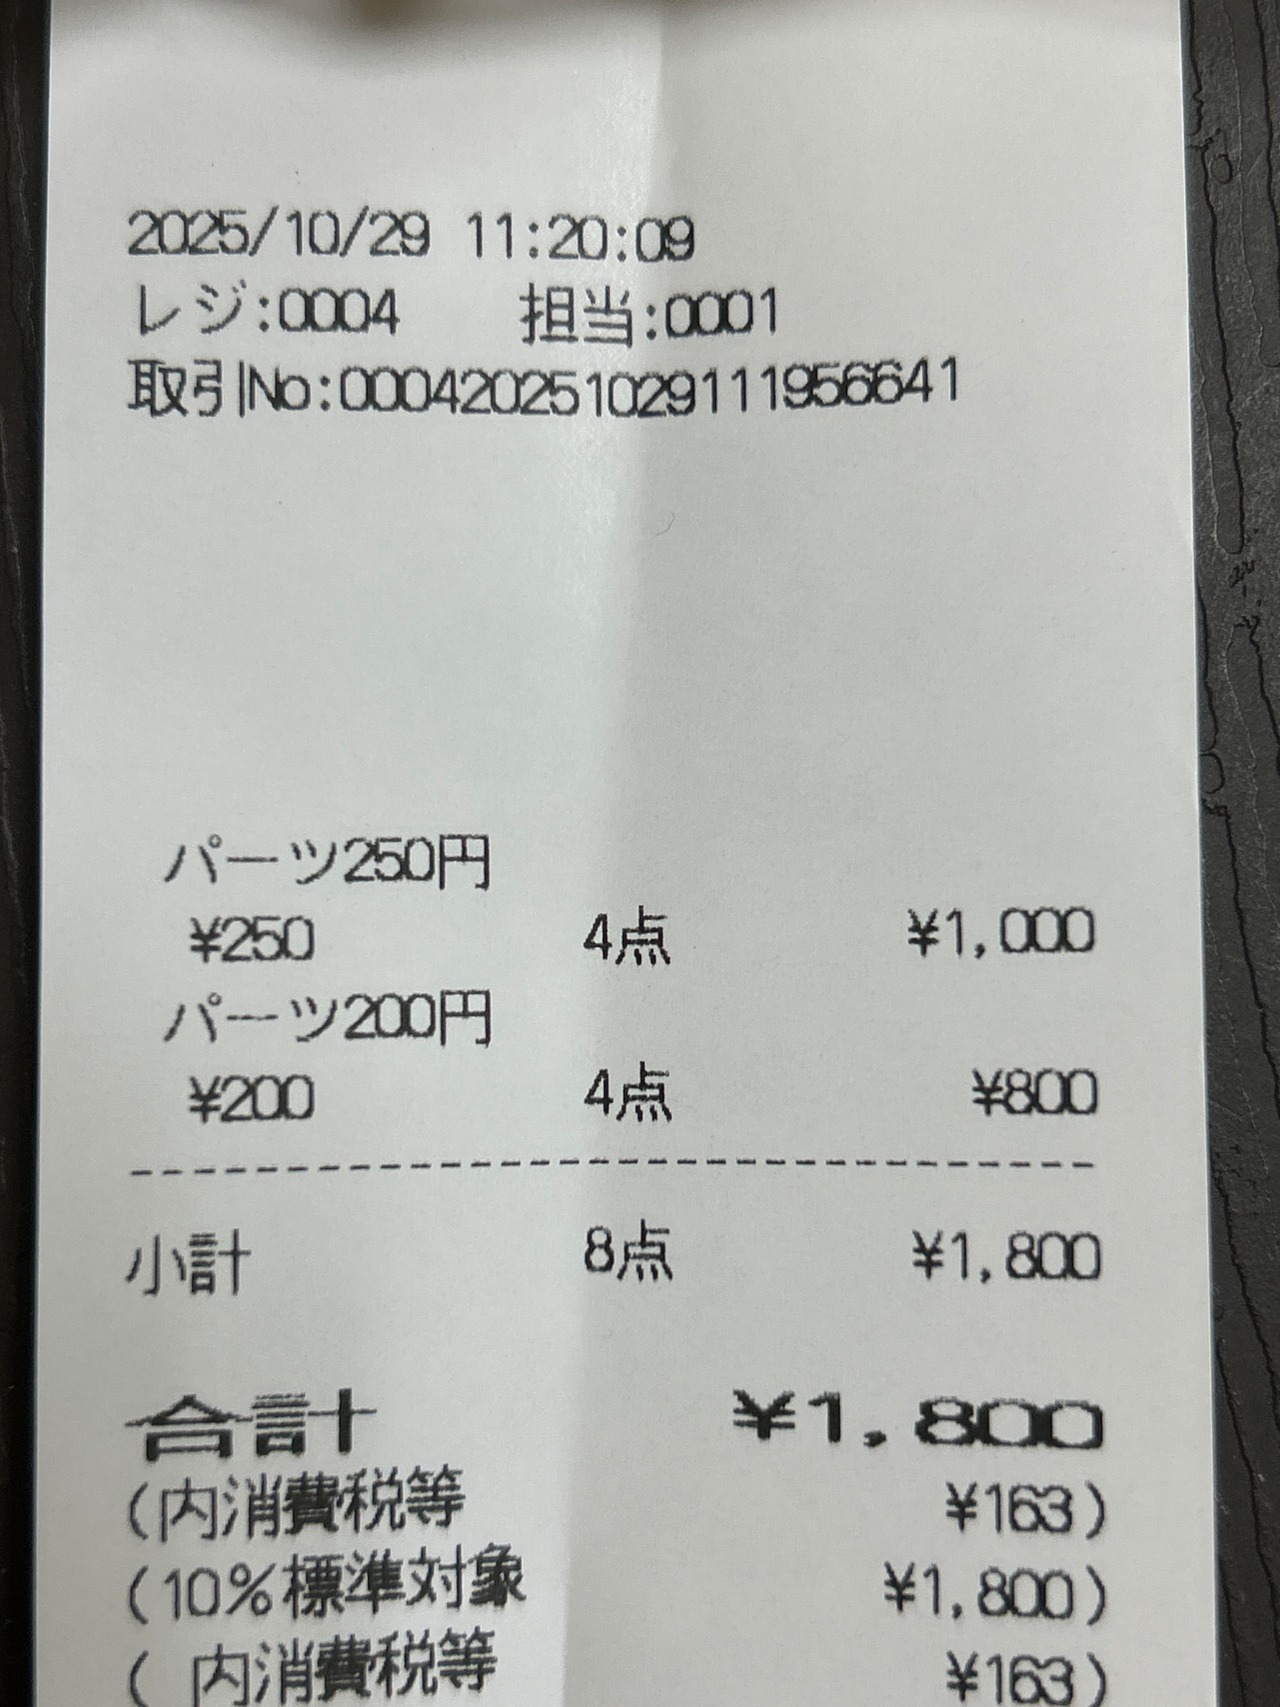 2025/10/29 11:20:09
レジ:0004 担当:0001
取引No:000420251029111956641
パーツ250円
¥250 4点 ¥1,000
パーツ200円
¥200 4点 ¥800
小計 8点 ¥1,800
合計 ¥1,800
(内消費税等 ¥163)
(10%標準対象 ¥1,800)
( 内消費税等 ¥163)